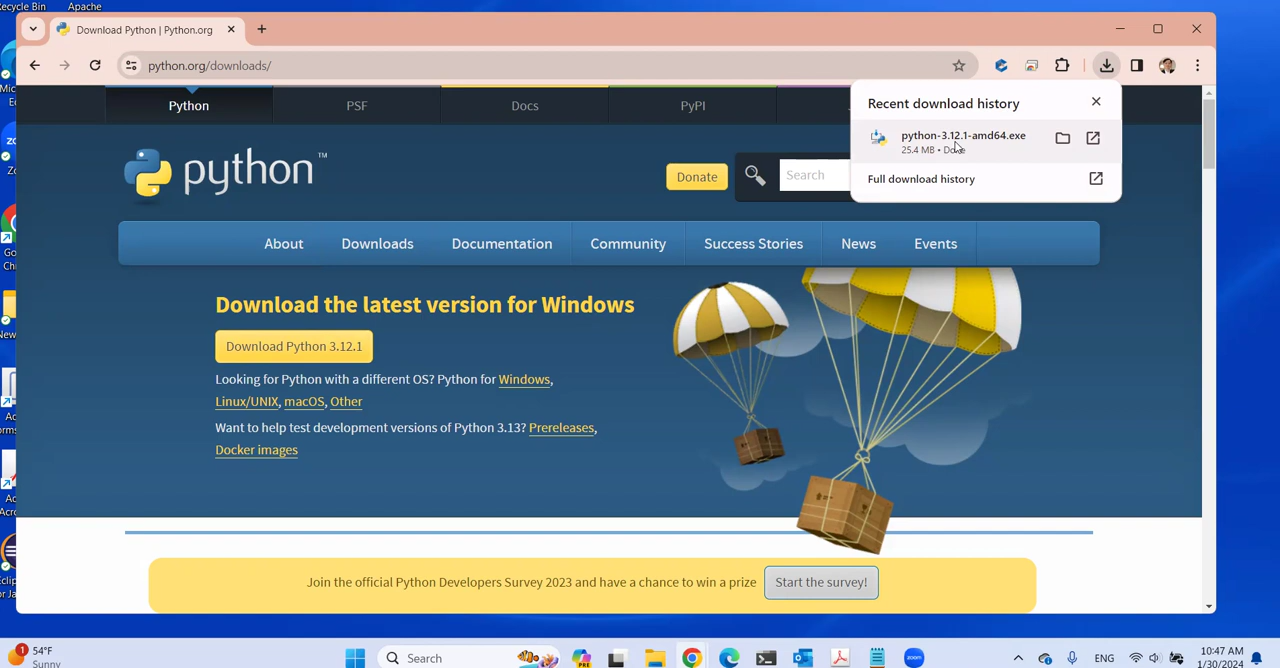 Recycle Bin
Apache
Download Python | Python.org
python.org/downloads/
Python
PSF
Docs
PyPI
Recent download history
python-3.12.1-amd64.exe
25.4 MB • Done
Full download history
python™
Donate
Search
About
Downloads
Documentation
Community
Success Stories
News
Events
Download the latest version for Windows
Download Python 3.12.1
Looking for Python with a different OS? Python for Windows,
Linux/UNIX, macOS, Other
Want to help test development versions of Python 3.13? Prereleases,
Docker images
Join the official Python Developers Survey 2023 and have a chance to win a prize
Start the survey!
1
54°F
Sunny
Search
PRE
zoom
ENG
10:47 AM
1/30/2024